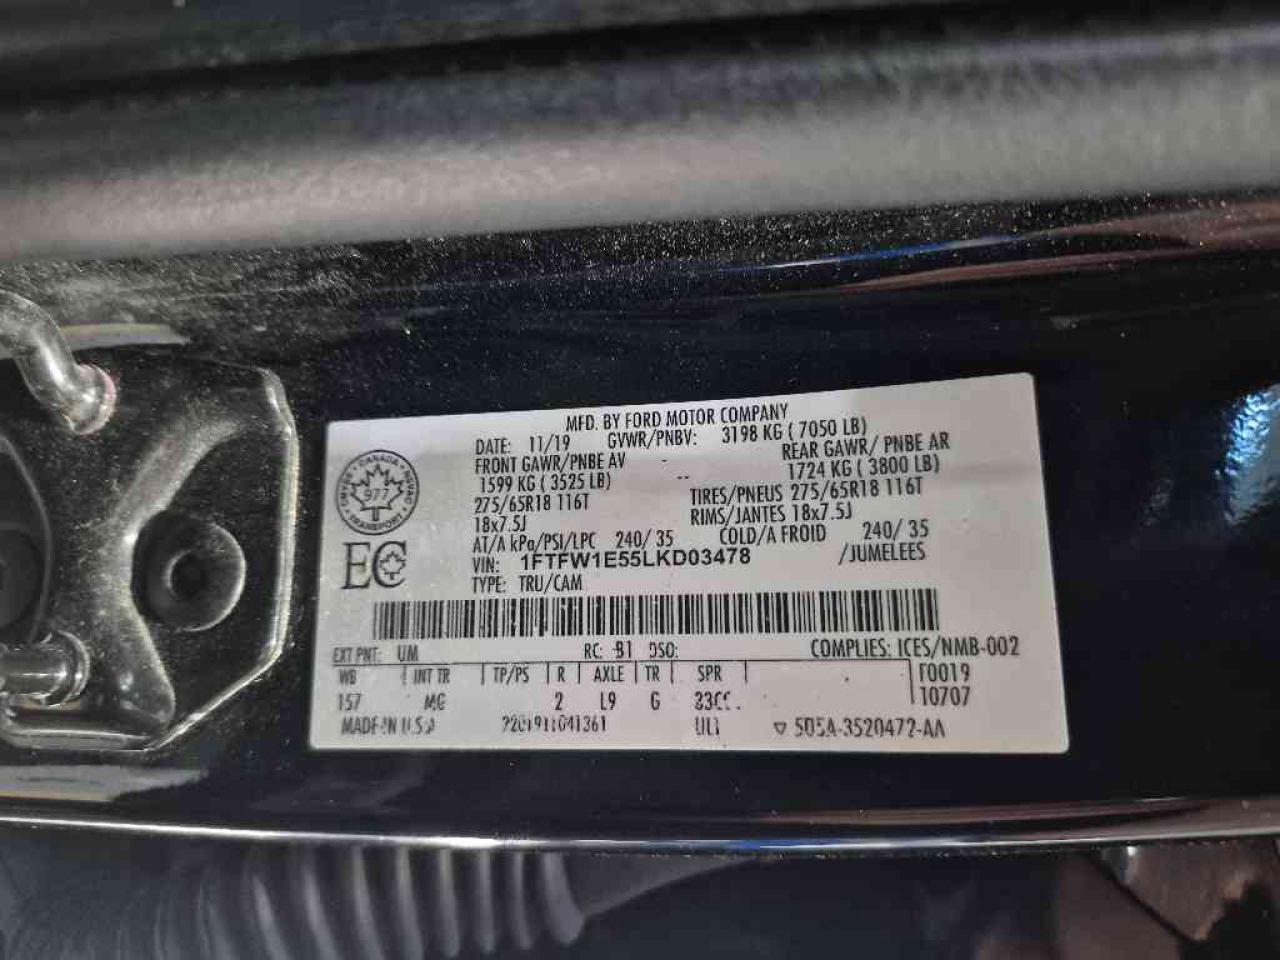 MFD. BY FORD MOTOR COMPANY
DATE: 11/19 GVWR/PNBV: 3198 KG ( 7050 LB)
FRONT GAWR/PNBE AV - REAR GAWR/ PNBE AR
1599 KG ( 3525 LB) -- 1724 KG ( 3800 LB)
275/65R18 116T TIRES/PNEUS 275/65R18 116T
18x7.5J RIMS/JANTES 18x7.5J
AT/A kPa/PSI/LPC 240/ 35 COLD/A FROID 240/ 35
VIN: 1FTFW1E55LKD03478 /JUMELEES
TYPE: TRU/CAM
CANADA
977
TRANSPORT
EC
EXT PNT: UM RC: B1 DSO: COMPLIES: ICES/NMB-002
WB INT TR TP/PS R AXLE TR SPR F0019
157 2 L9 G 10707
MADE IN U.S.A 5D5A-3520472-AA